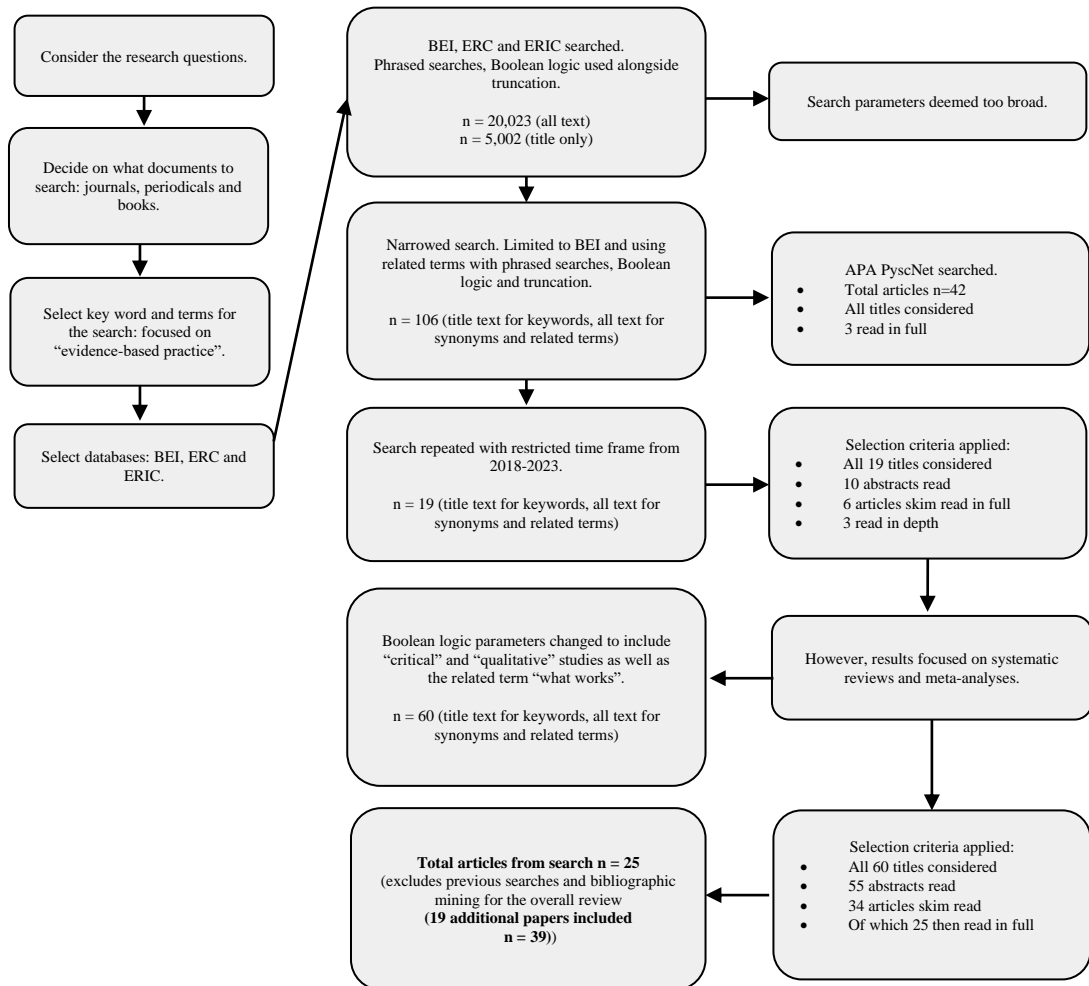 Consider the research questions.
Decide on what documents to
search: journals, periodicals and
books.
Select key word and terms for
the search: focused on
“evidence-based practice”.
Select databases: BEI, ERC and
ERIC.
BEI, ERC and ERIC searched.
Phrased searches, Boolean logic used alongside
truncation.
n = 20,023 (all text)
n = 5,002 (title only)
Search parameters deemed too broad.
Narrowed search. Limited to BEI and using
related terms with phrased searches, Boolean
logic and truncation.
n = 106 (title text for keywords, all text for
synonyms and related terms)
APA PyscNet searched.
• Total articles n=42
• All titles considered
• 3 read in full
Search repeated with restricted time frame from
2018-2023.
n = 19 (title text for keywords, all text for
synonyms and related terms)
Selection criteria applied:
• All 19 titles considered
• 10 abstracts read
• 6 articles skim read in full
• 3 read in depth
However, results focused on systematic
reviews and meta-analyses.
Boolean logic parameters changed to include
“critical” and “qualitative” studies as well as
the related term “what works”.
n = 60 (title text for keywords, all text for
synonyms and related terms)
Selection criteria applied:
• All 60 titles considered
• 55 abstracts read
• 34 articles skim read
• Of which 25 then read in full
Total articles from search n = 25
(excludes previous searches and bibliographic
mining for the overall review
(19 additional papers included
n = 39))